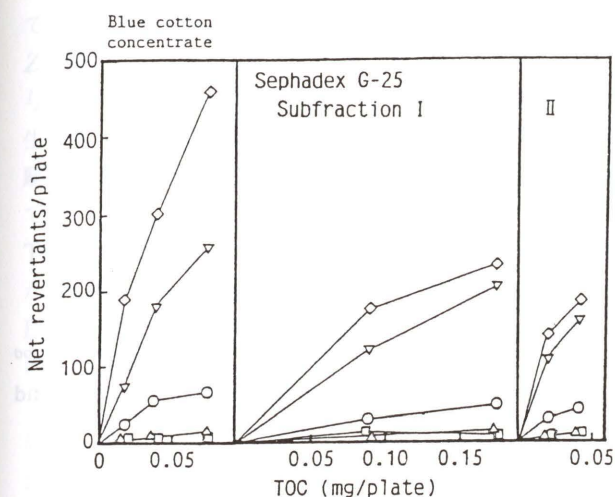 Blue cotton
concentrate
500
400
300
200
100
0
Net revertants/plate
Sephadex G-25
Subfraction I
II
0 0.05 0.05 0.10 0.15 0.05
TOC (mg/plate)